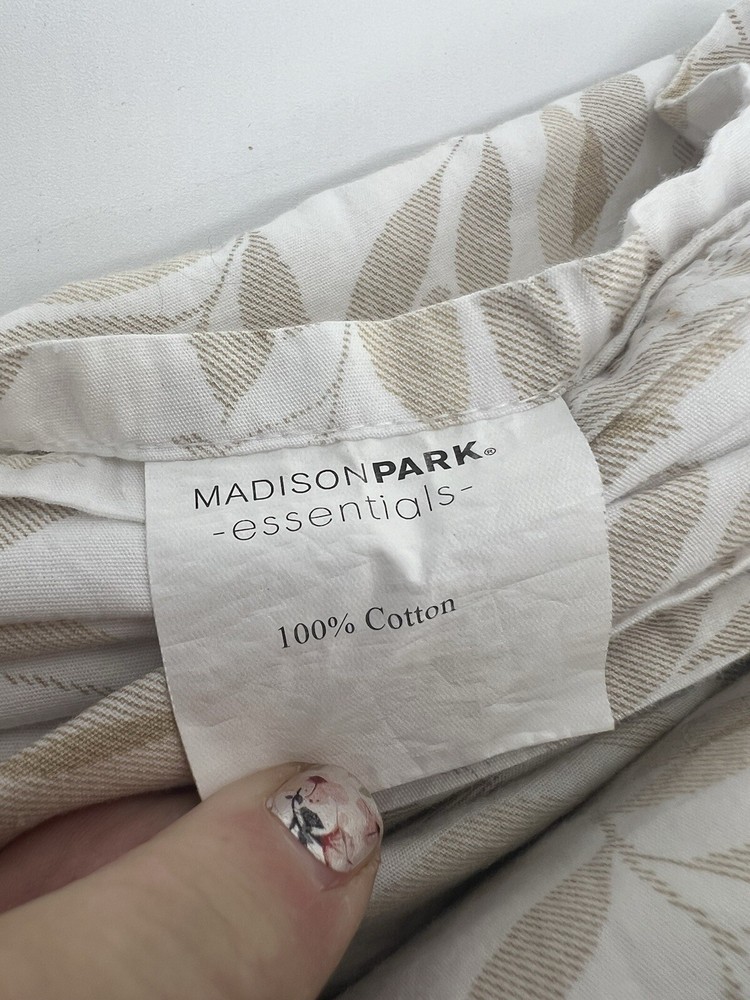 MADISONPARK®
-essentials-
100% Cotton